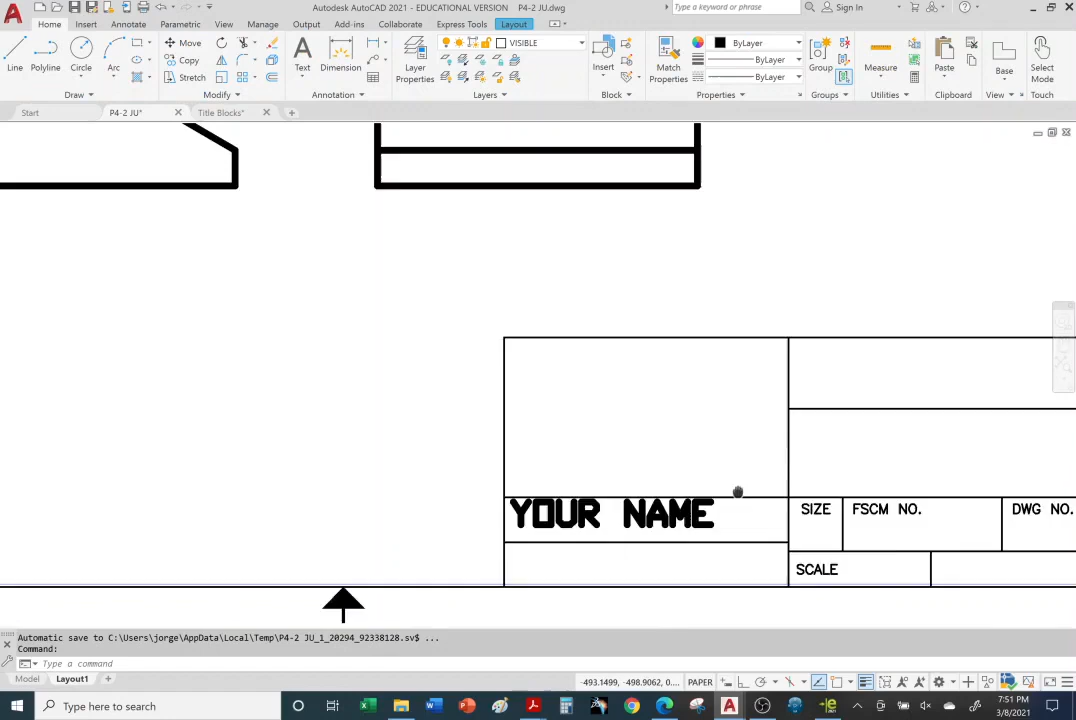 Autodesk AutoCAD 2021 - EDUCATIONAL VERSION P4-2 JU.dwg
Type a keyword or phrase
Sign In
Home Insert Annotate Parametric View Manage Output Add-ins Collaborate Express Tools Layout
Line Polyline Circle Arc
Move
Copy
Stretch
Text Dimension
Layer
Properties
VISIBLE
Insert
Match
Properties
ByLayer
ByLayer
ByLayer
Group
Measure
Paste
Base
Select
Mode
Draw Modify Annotation Layers Block Properties Groups Utilities Clipboard View Touch
Start P4-2 JU* Title Blocks*
YOUR NAME
SIZE FSCM NO. DWG NO.
SCALE
Automatic save to C:\Users\jorge\AppData\Local\Temp\P4-2 JU_1_20294_92338128.sv$ ...
Command:
Type a command
Model Layout1
-493.1499, -498.9062, 0.... PAPER
Type here to search
7:51 PM
3/8/2021